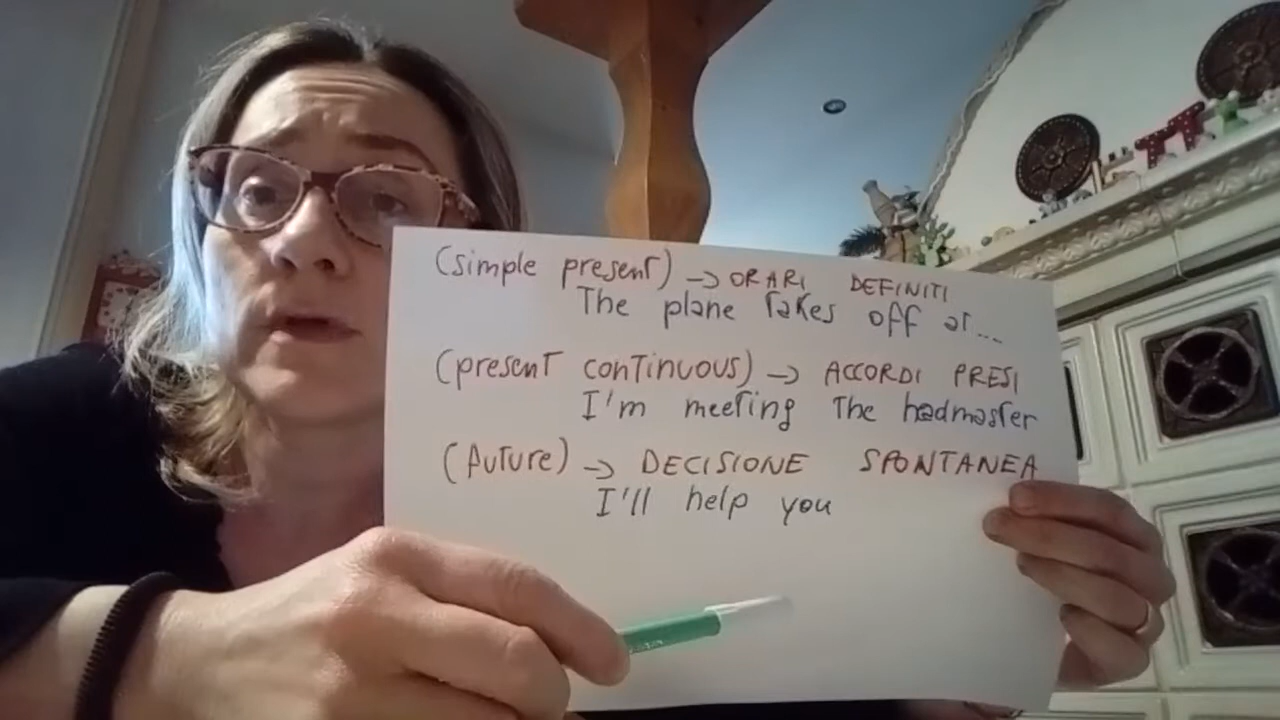 (simple present) -> ORARI DEFINITI
The plane takes off at...
(present continuous) -> ACCORDI PRESI
I'm meeting the hedmaster
(future) -> DECISIONE SPONTANEA
I'll help you